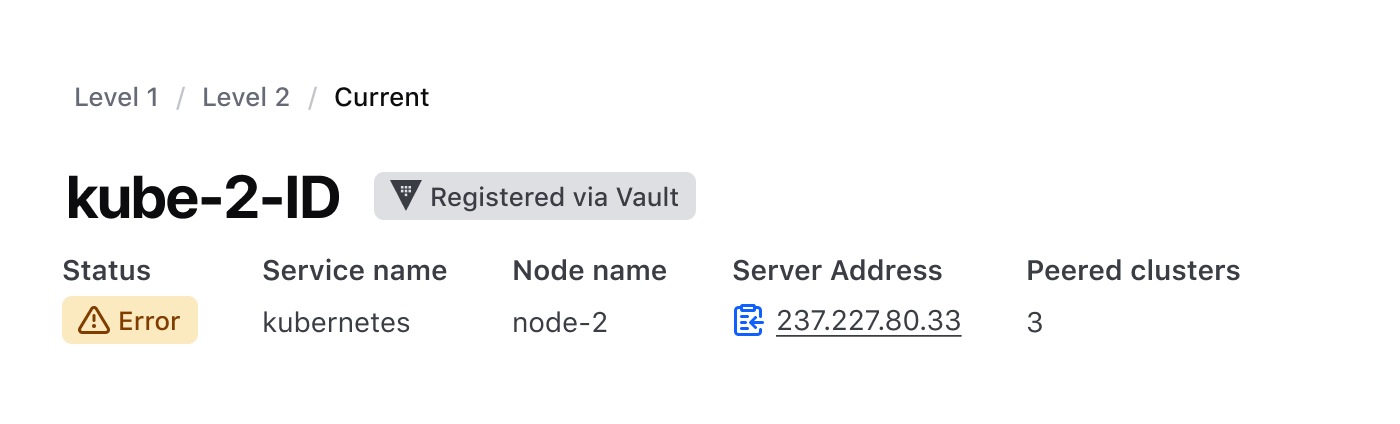 Level 1 / Level 2 / Current
kube-2-ID Registered via Vault
Status Service name Node name Server Address Peered clusters
Error kubernetes node-2 237.227.80.33 3